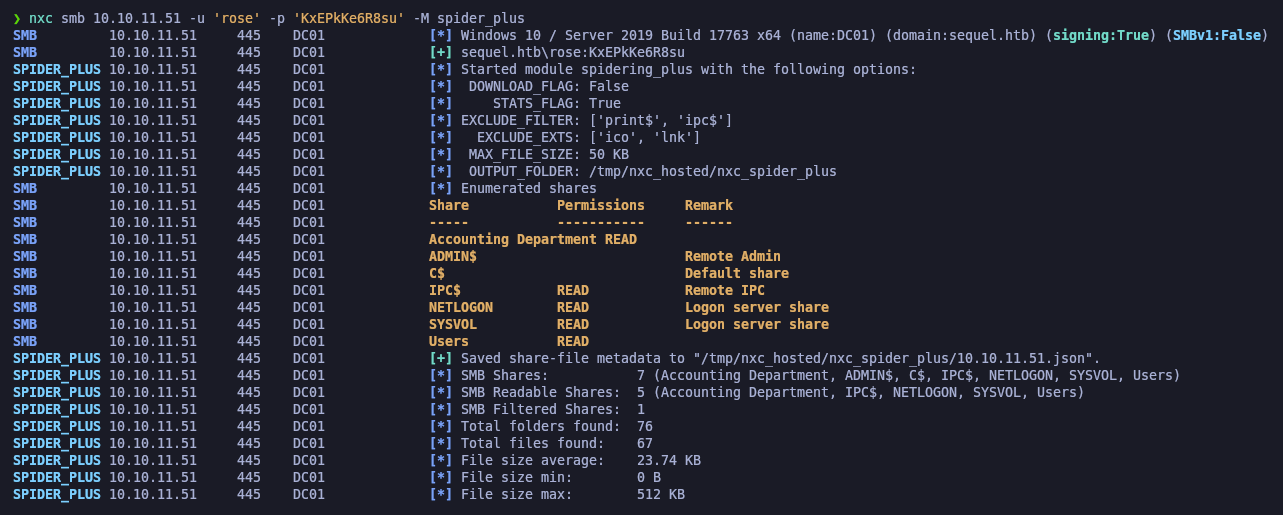 ❯ nxc smb 10.10.11.51 -u 'rose' -p 'KxEPkKe6R8su' -M spider_plus
SMB         10.10.11.51     445    DC01             [*] Windows 10 / Server 2019 Build 17763 x64 (name:DC01) (domain:sequel.htb) (signing:True) (SMBv1:False)
SMB         10.10.11.51     445    DC01             [+] sequel.htb\rose:KxEPkKe6R8su
SPIDER_PLUS 10.10.11.51     445    DC01             [*] Started module spidering_plus with the following options:
SPIDER_PLUS 10.10.11.51     445    DC01             [*]  DOWNLOAD_FLAG: False
SPIDER_PLUS 10.10.11.51     445    DC01             [*]     STATS_FLAG: True
SPIDER_PLUS 10.10.11.51     445    DC01             [*] EXCLUDE_FILTER: ['print$', 'ipc$']
SPIDER_PLUS 10.10.11.51     445    DC01             [*]   EXCLUDE_EXTS: ['ico', 'lnk']
SPIDER_PLUS 10.10.11.51     445    DC01             [*]  MAX_FILE_SIZE: 50 KB
SPIDER_PLUS 10.10.11.51     445    DC01             [*]  OUTPUT_FOLDER: /tmp/nxc_hosted/nxc_spider_plus
SMB         10.10.11.51     445    DC01             [*] Enumerated shares
SMB         10.10.11.51     445    DC01             Share           Permissions     Remark
SMB         10.10.11.51     445    DC01             -----           -----------     ------
SMB         10.10.11.51     445    DC01             Accounting Department READ
SMB         10.10.11.51     445    DC01             ADMIN$                          Remote Admin
SMB         10.10.11.51     445    DC01             C$                              Default share
SMB         10.10.11.51     445    DC01             IPC$            READ            Remote IPC
SMB         10.10.11.51     445    DC01             NETLOGON        READ            Logon server share
SMB         10.10.11.51     445    DC01             SYSVOL          READ            Logon server share
SMB         10.10.11.51     445    DC01             Users           READ
SPIDER_PLUS 10.10.11.51     445    DC01             [+] Saved share-file metadata to "/tmp/nxc_hosted/nxc_spider_plus/10.10.11.51.json".
SPIDER_PLUS 10.10.11.51     445    DC01             [*] SMB Shares:           7 (Accounting Department, ADMIN$, C$, IPC$, NETLOGON, SYSVOL, Users)
SPIDER_PLUS 10.10.11.51     445    DC01             [*] SMB Readable Shares:  5 (Accounting Department, IPC$, NETLOGON, SYSVOL, Users)
SPIDER_PLUS 10.10.11.51     445    DC01             [*] SMB Filtered Shares:  1
SPIDER_PLUS 10.10.11.51     445    DC01             [*] Total folders found:  76
SPIDER_PLUS 10.10.11.51     445    DC01             [*] Total files found:    67
SPIDER_PLUS 10.10.11.51     445    DC01             [*] File size average:    23.74 KB
SPIDER_PLUS 10.10.11.51     445    DC01             [*] File size min:        0 B
SPIDER_PLUS 10.10.11.51     445    DC01             [*] File size max:        512 KB